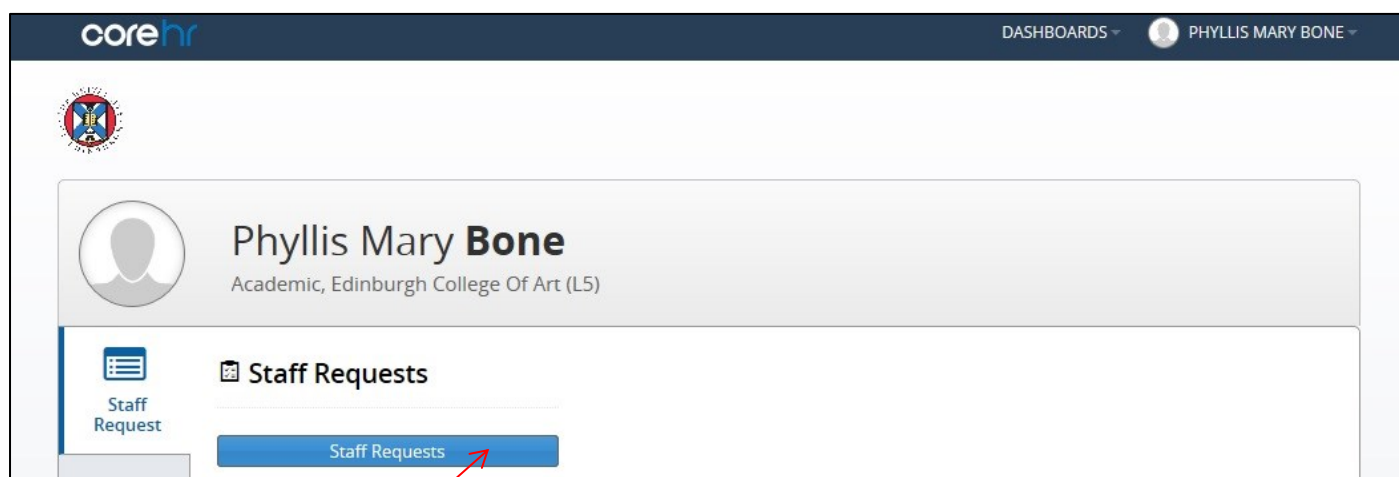 corehr
DASHBOARDS
PHYLLIS MARY BONE
Phyllis Mary Bone
Academic, Edinburgh College Of Art (L5)
Staff
Request
Staff Requests
Staff Requests